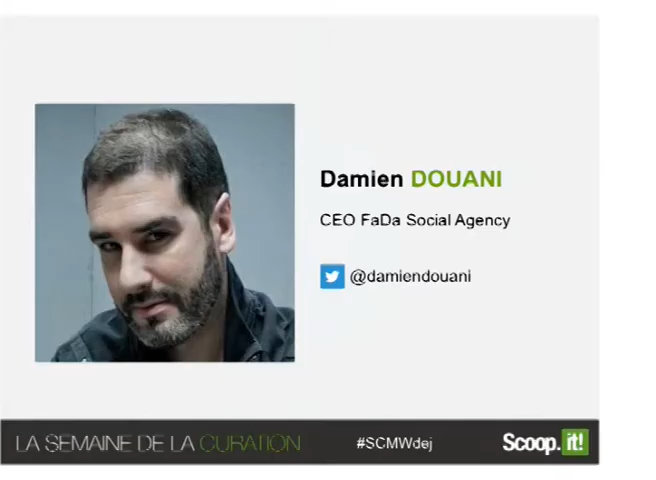 Damien DOUANI
CEO FaDa Social Agency
@damiendouani
LA SEMAINE DE LA CURATION
#SCMWdej
Scoop.it!